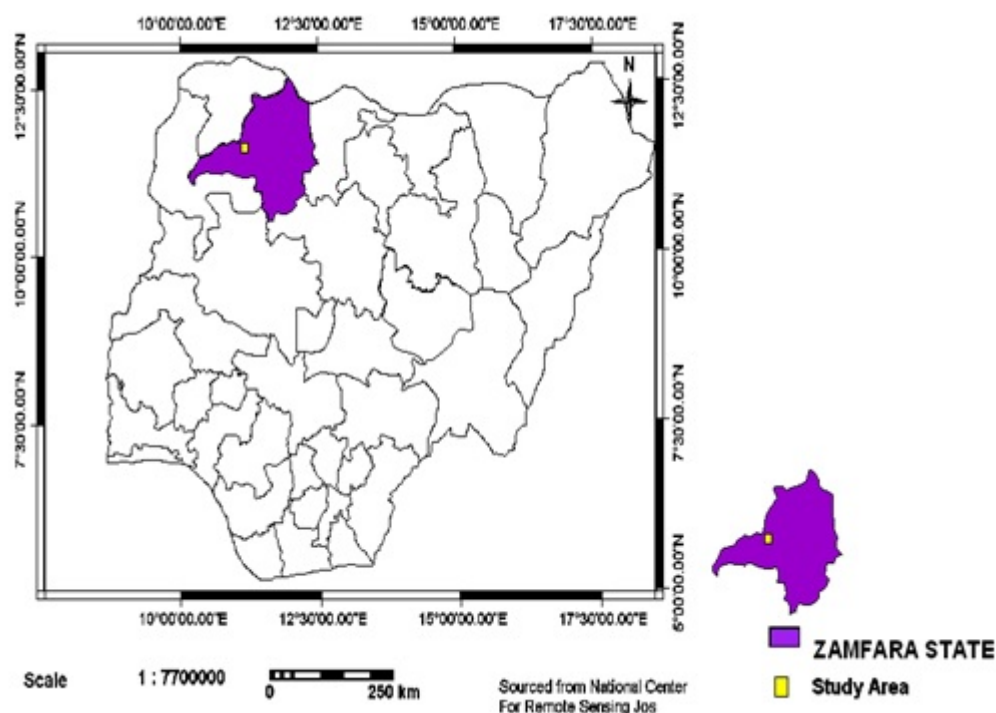 10°00'00.00"E 12°30'00.00"E 15°00'00.00"E 17°30'00.00"E
12°30'00.00"N
10°00'00.00"N
7°30'00.00"N
N
12°30'00.00"N
10°00'00.00"N
7°30'00.00"N
6°00'00.00"N
10°00'00.00"E 12°30'00.00"E 15°00'00.00"E 17°30'00.00"E
ZAMFARA STATE
Study Area
Scale 1 : 7700000
0 250 km
Sourced from National Center
For Remote Sensing Jos